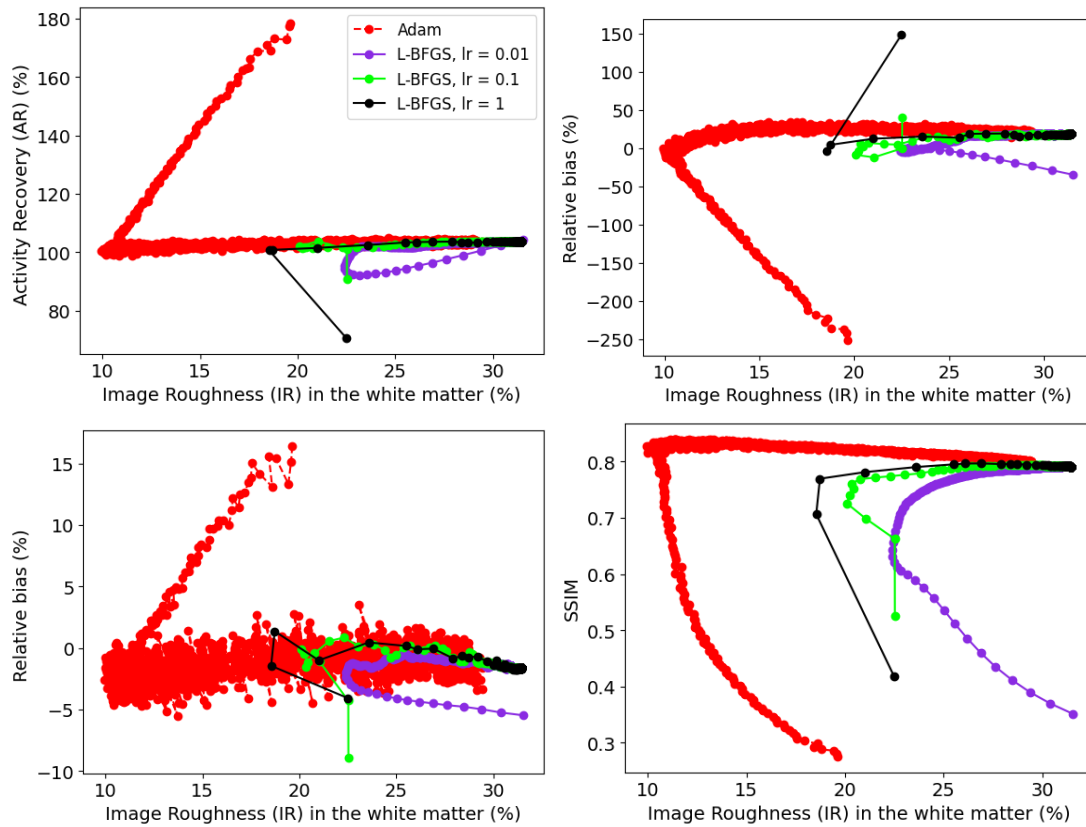 180
160
140
120
100
80
Activity Recovery (AR) (%)
10 15 20 25 30
Image Roughness (IR) in the white matter (%)
Adam
L-BFGS, lr = 0.01
L-BFGS, lr = 0.1
L-BFGS, lr = 1
150
100
50
0
−50
−100
−150
−200
−250
Relative bias (%)
10 15 20 25 30
Image Roughness (IR) in the white matter (%)
15
10
5
0
−5
−10
Relative bias (%)
10 15 20 25 30
Image Roughness (IR) in the white matter (%)
0.8
0.7
0.6
0.5
0.4
0.3
SSIM
10 15 20 25 30
Image Roughness (IR) in the white matter (%)